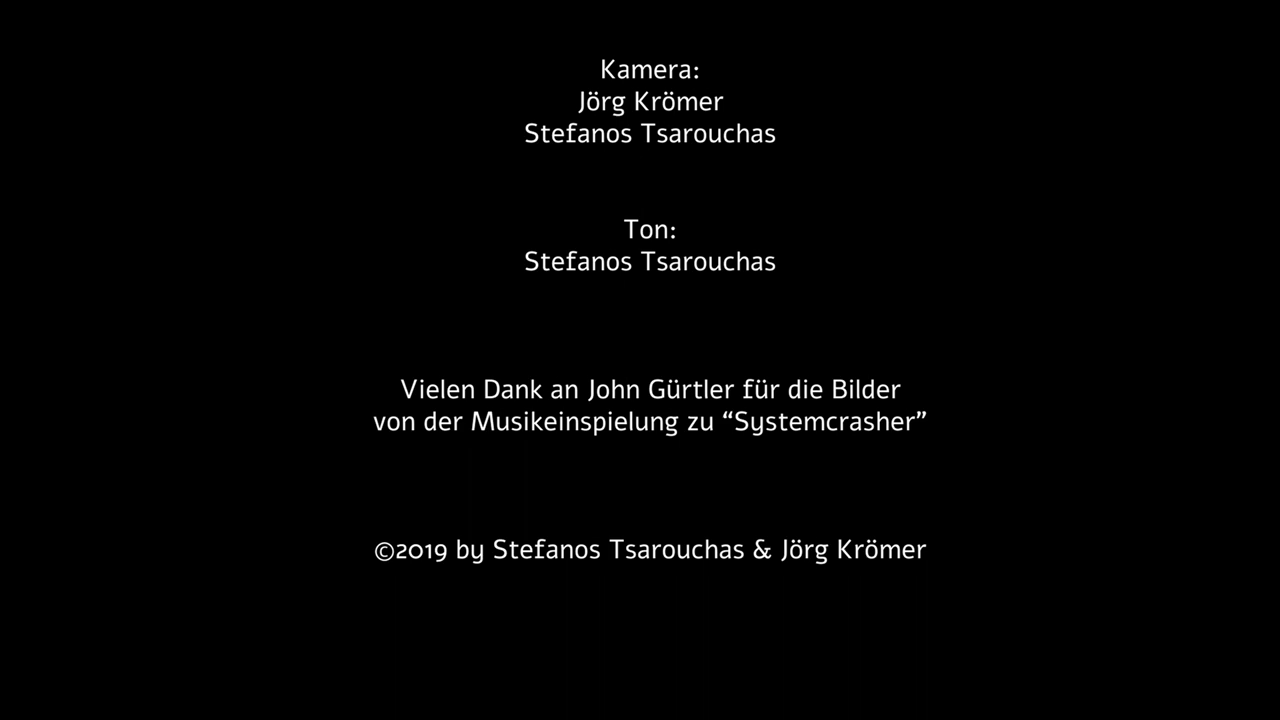 Kamera:
Jörg Krömer
Stefanos Tsarouchas
Ton:
Stefanos Tsarouchas
Vielen Dank an John Gürtler für die Bilder
von der Musikeinspielung zu “Systemcrasher”
©2019 by Stefanos Tsarouchas & Jörg Krömer